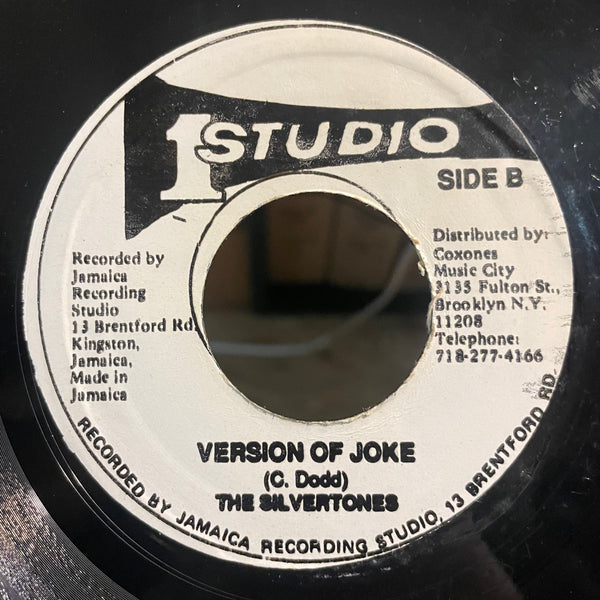 1 STUDIO
SIDE B
Recorded by
Jamaica
Recording
Studio
13 Brentford Rd.
Kingston,
Jamaica,
Made in
Jamaica
Distributed by:
Coxones
Music City
3135 Fulton St.,
Brooklyn N.Y.
11208
Telephone:
718-277-4166
VERSION OF JOKE
(C. Dodd)
THE SILVERTONES
RECORDED BY JAMAICA RECORDING STUDIO, 13 BRENTFORD RD.